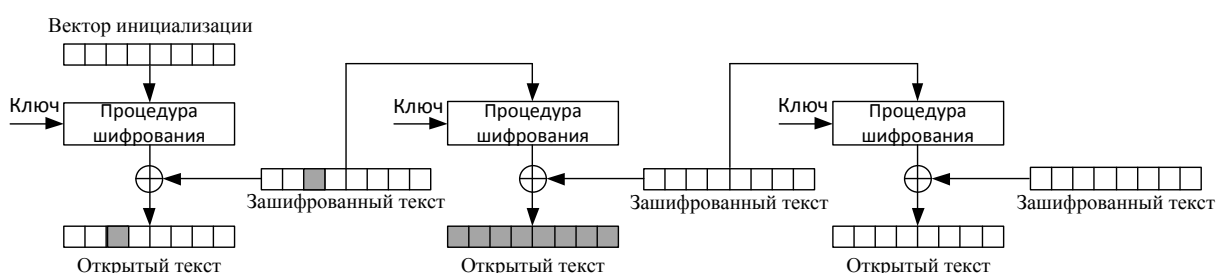 Вектор инициализации
Ключ
Процедура
шифрования
Ключ
Процедура
шифрования
Ключ
Процедура
шифрования
Зашифрованный текст
Зашифрованный текст
Зашифрованный текст
Открытый текст
Открытый текст
Открытый текст